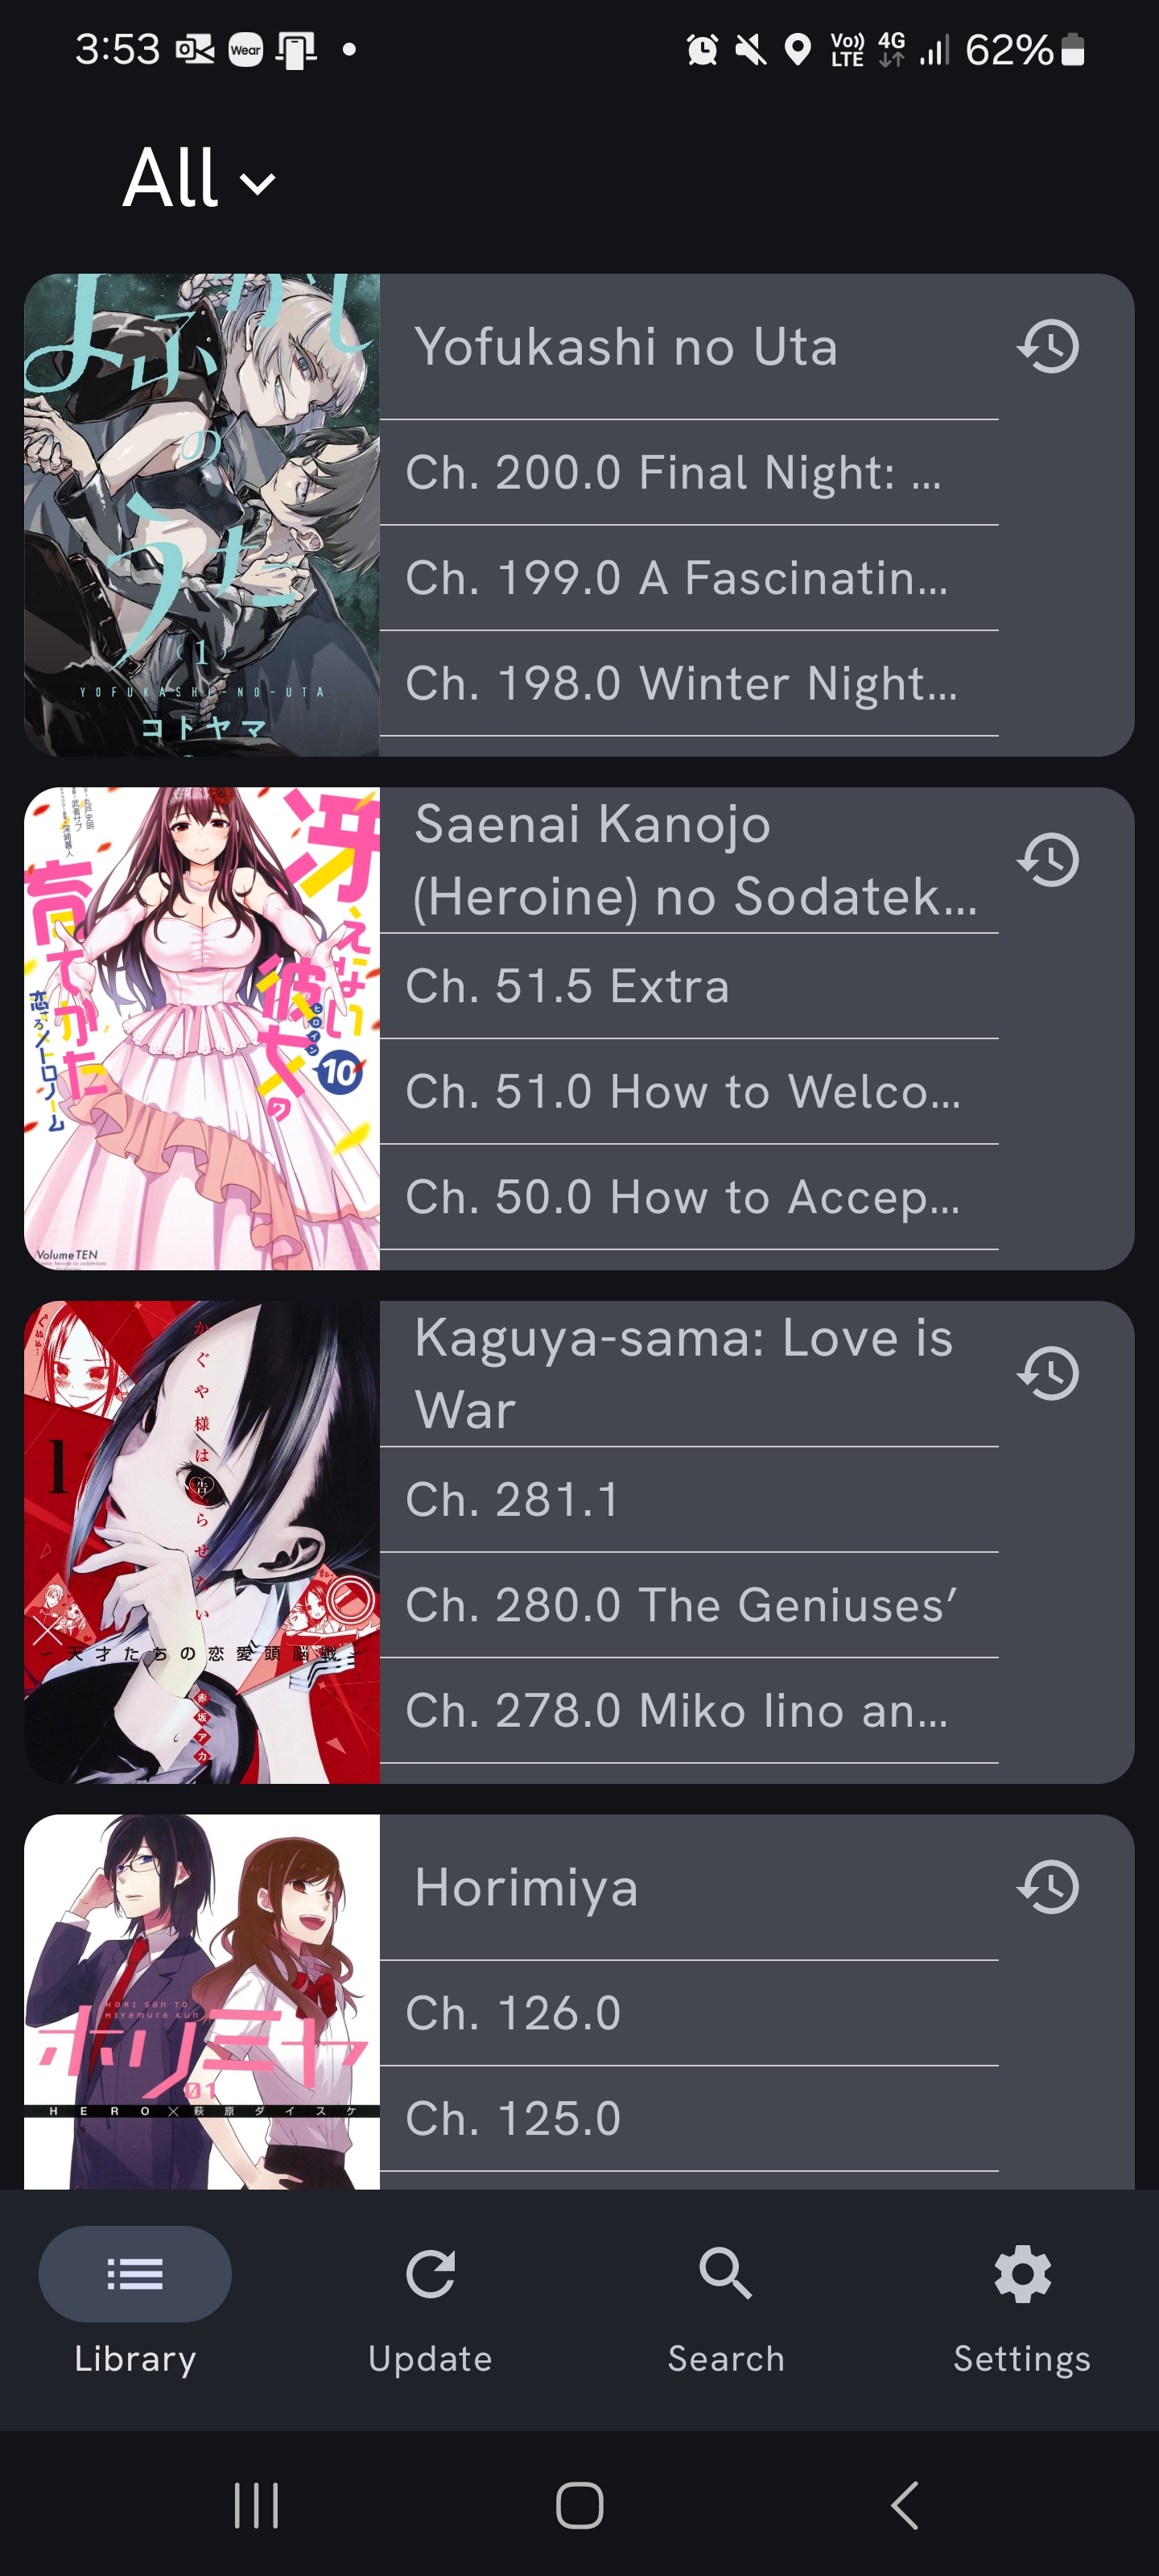 3:53
Wear
Vo))
LTE
4G
62%
All
よふかし
の
うた
(1)
YOFUKASHI-NO-UTA
コトヤマ
Yofukashi no Uta
Ch. 200.0 Final Night: ...
Ch. 199.0 A Fascinatin...
Ch. 198.0 Winter Night...
冴えない
彼女の
ヒロイン
育てかた
恋するメトロノーム
10
Volume TEN
Saenai Kanojo
(Heroine) no Sodatek...
Ch. 51.5 Extra
Ch. 51.0 How to Welco...
Ch. 50.0 How to Accep...
かぐや様は告らせたい
1
天才たちの恋愛頭脳戦
赤坂アカ
Kaguya-sama: Love is
War
Ch. 281.1
Ch. 280.0 The Geniuses’
Ch. 278.0 Miko Iino an...
HORI san TO
MIYamura kun
ホリミヤ
01
HERO×萩原ダイスケ
Horimiya
Ch. 126.0
Ch. 125.0
Library
Update
Search
Settings